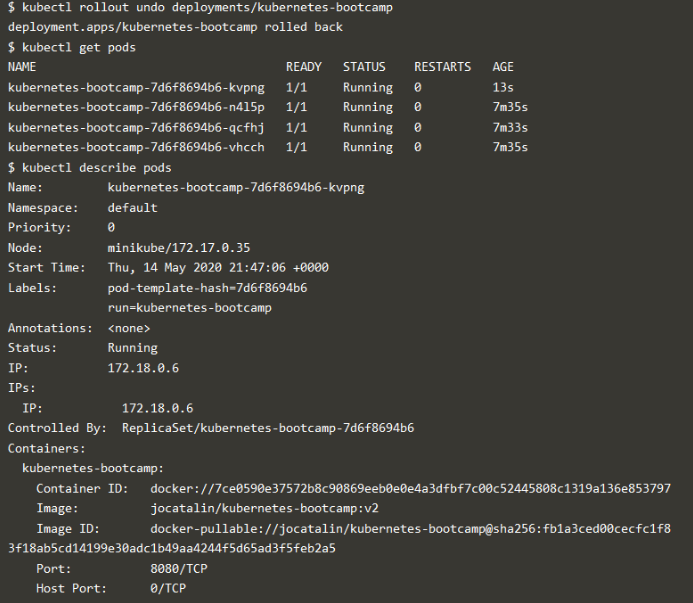 $ kubectl rollout undo deployments/kubernetes-bootcamp
deployment.apps/kubernetes-bootcamp rolled back
$ kubectl get pods
NAME                                   READY   STATUS    RESTARTS   AGE
kubernetes-bootcamp-7d6f8694b6-kvpng   1/1     Running   0          13s
kubernetes-bootcamp-7d6f8694b6-n4l5p   1/1     Running   0          7m35s
kubernetes-bootcamp-7d6f8694b6-qcfhj   1/1     Running   0          7m33s
kubernetes-bootcamp-7d6f8694b6-vhcch   1/1     Running   0          7m35s
$ kubectl describe pods
Name:         kubernetes-bootcamp-7d6f8694b6-kvpng
Namespace:    default
Priority:     0
Node:         minikube/172.17.0.35
Start Time:   Thu, 14 May 2020 21:47:06 +0000
Labels:       pod-template-hash=7d6f8694b6
              run=kubernetes-bootcamp
Annotations:  <none>
Status:       Running
IP:           172.18.0.6
IPs:
  IP:           172.18.0.6
Controlled By:  ReplicaSet/kubernetes-bootcamp-7d6f8694b6
Containers:
  kubernetes-bootcamp:
    Container ID:   docker://7ce0590e37572b8c90869eeb0e0e4a3dfbf7c00c52445808c1319a136e853797
    Image:          jocatalin/kubernetes-bootcamp:v2
    Image ID:       docker-pullable://jocatalin/kubernetes-bootcamp@sha256:fb1a3ced00cecfc1f8
3f18ab5cd14199e30adc1b49aa4244f5d65ad3f5feb2a5
    Port:           8080/TCP
    Host Port:      0/TCP